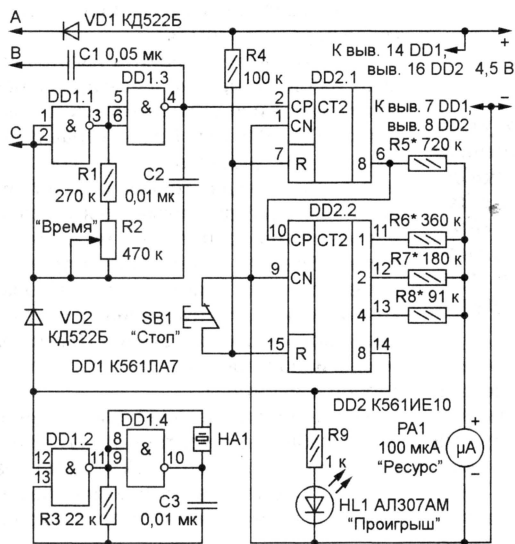 А
VD1 КД522Б
+
В
С1 0,05 мк
R4
100 к
К выв. 14 DD1,
выв. 16 DD2 4,5 В
DD1.1
DD1.3
DD2.1
1
2
&
3
5
6
&
4
2
1
7
CP
CN
R
CT2
8
6
К выв. 7 DD1,
выв. 8 DD2
–
С
R5* 720 к
R1
270 к
C2
0,01 мк
"Время"
R2
470 к
DD2.2
10
9
15
CP
CN
R
CT2
1
2
4
8
11
12
13
14
R6* 360 к
R7* 180 к
R8* 91 к
VD2
КД522Б
SB1
"Стоп"
DD1 К561ЛА7
DD2 К561ИЕ10
DD1.2
DD1.4
12
13
&
11
8
9
&
10
HA1
R3 22 к
C3
0,01 мк
R9
1 к
HL1 АЛ307АМ
"Проигрыш"
PA1
100 мкА
"Ресурс"
+
μA
–